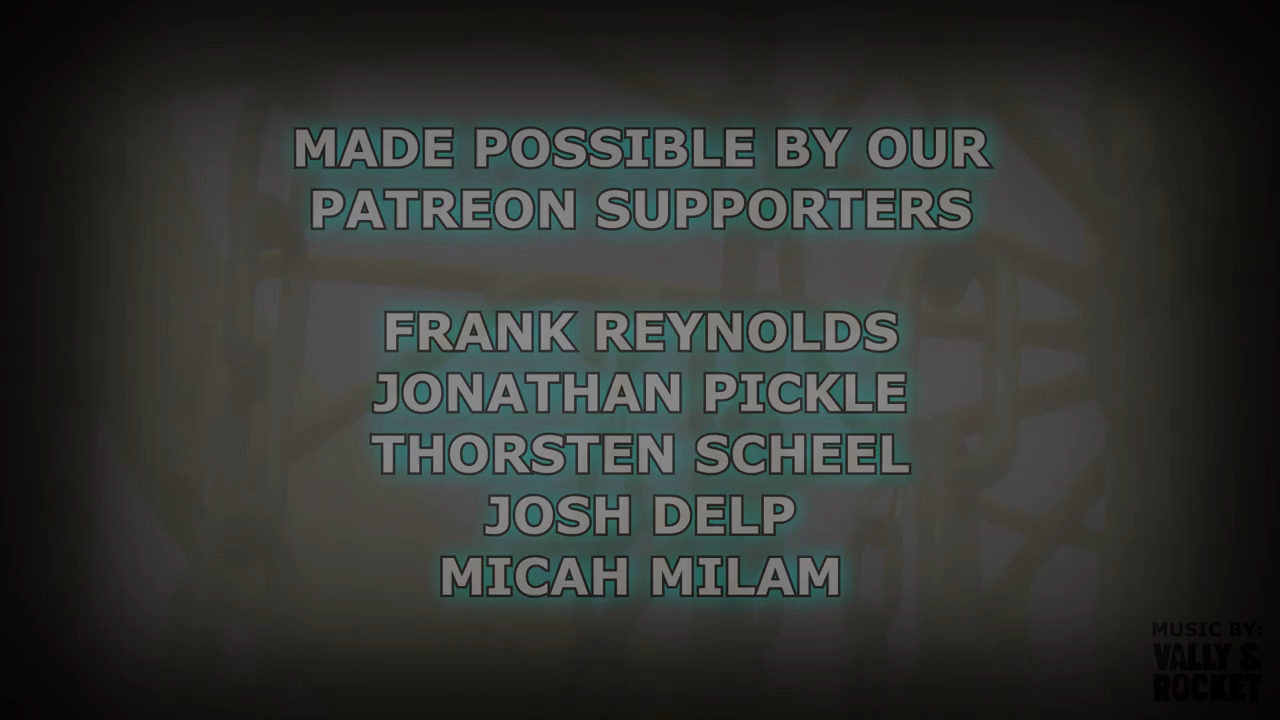 MADE POSSIBLE BY OUR
PATREON SUPPORTERS
FRANK REYNOLDS
JONATHAN PICKLE
THORSTEN SCHEEL
JOSH DELP
MICAH MILAM
MUSIC BY:
VALLY &
ROCKET